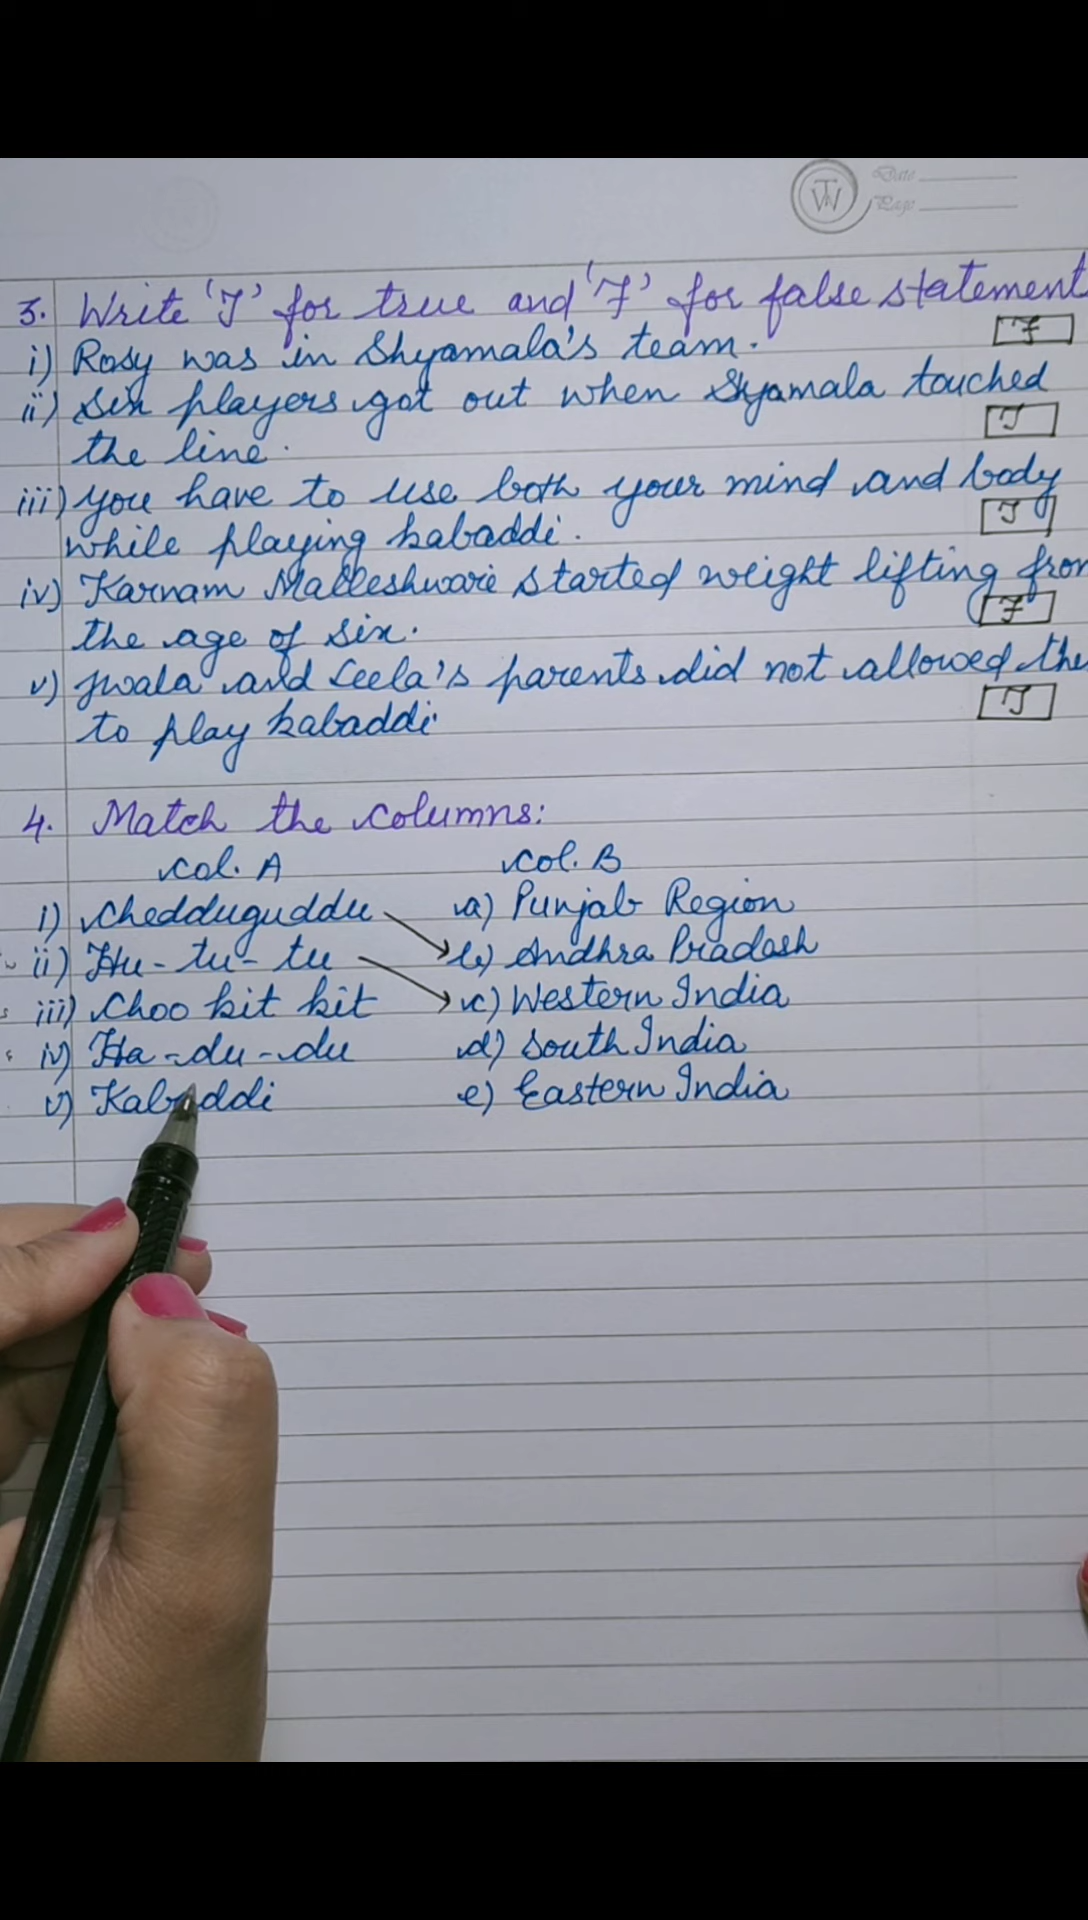 TW
Date
Page
3. Write 'T' for true and 'F' for false statement
i) Rosy was in Shyamala's team. F
ii) Six players got out when Shyamala touched
the line. T
iii) You have to use both your mind and body
while playing kabaddi. T
iv) Karnam Malleshwari started weight lifting from
the age of six. F
v) Jwala and Leela's parents did not allowed the
to play kabaddi. T
4. Match the columns:
Col. A Col. B
i) Chedduguddu a) Punjab Region
ii) Hu-tu-tu b) Andhra Pradesh
iii) Choo kit kit c) Western India
iv) Ha-du-du d) South India
v) Kabaddi e) Eastern India